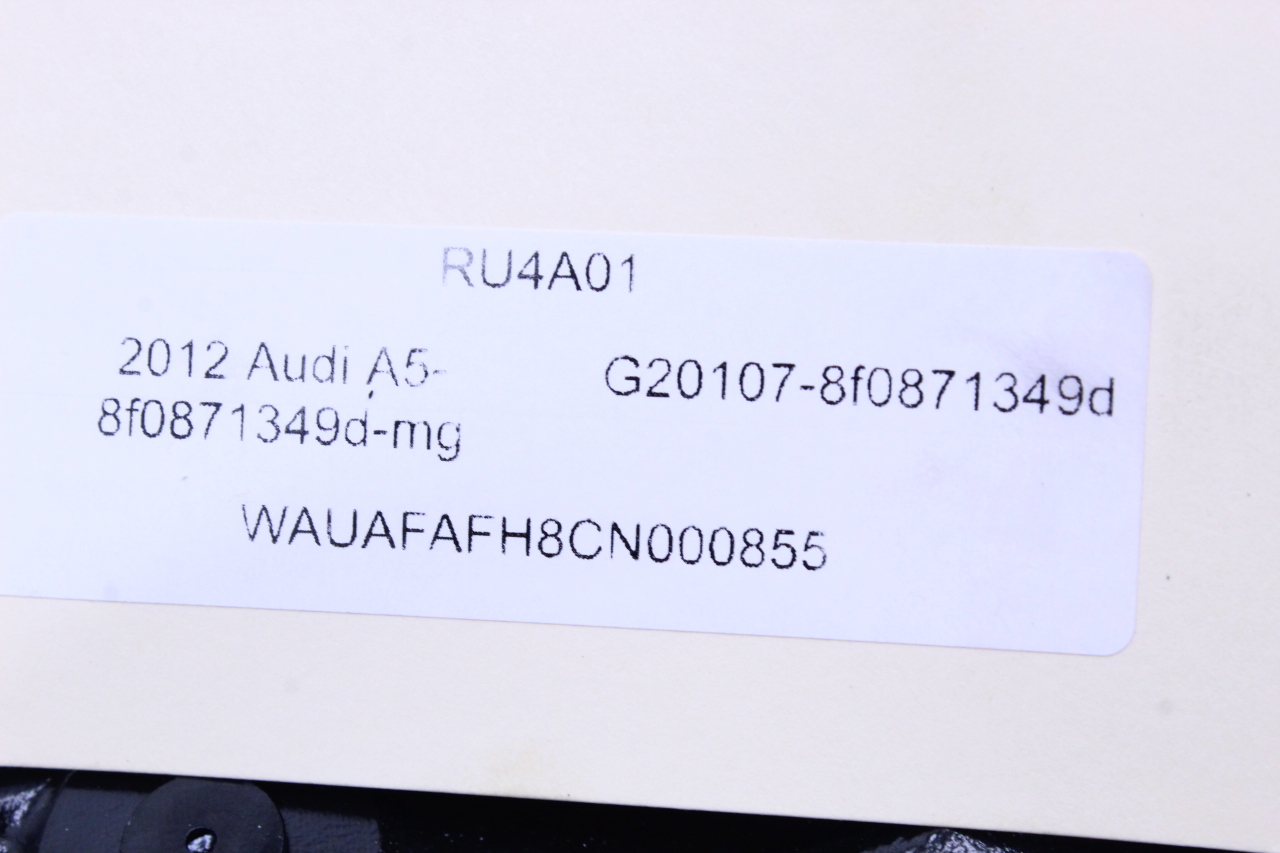 RU4A01
2012 Audi A5-
8f0871349d-mg
G20107-8f0871349d
WAUAFAFH8CN000855